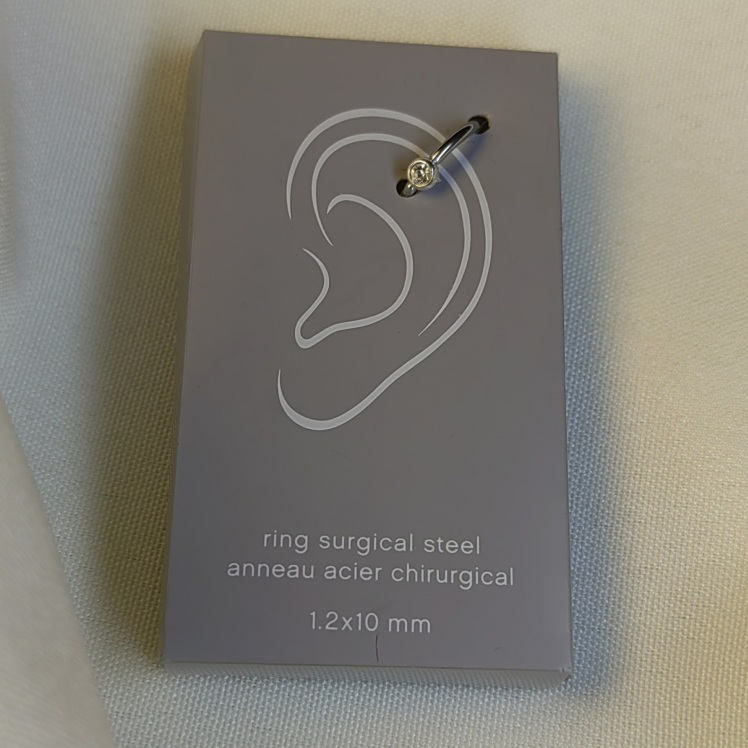 ring surgical steel
anneau acier chirurgical
1.2x10 mm